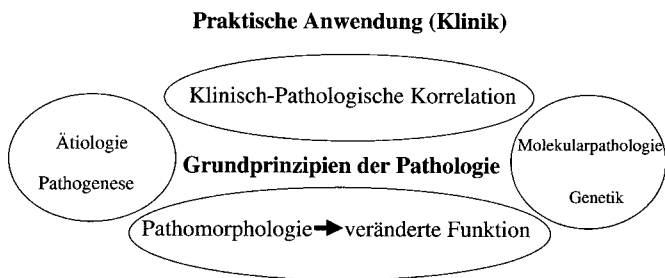 Praktische Anwendung (Klinik)
Klinisch-Pathologische Korrelation
Ätiologie
Pathogenese
Grundprinzipien der Pathologie
Molekularpathologie
Genetik
Pathomorphologie➔veränderte Funktion